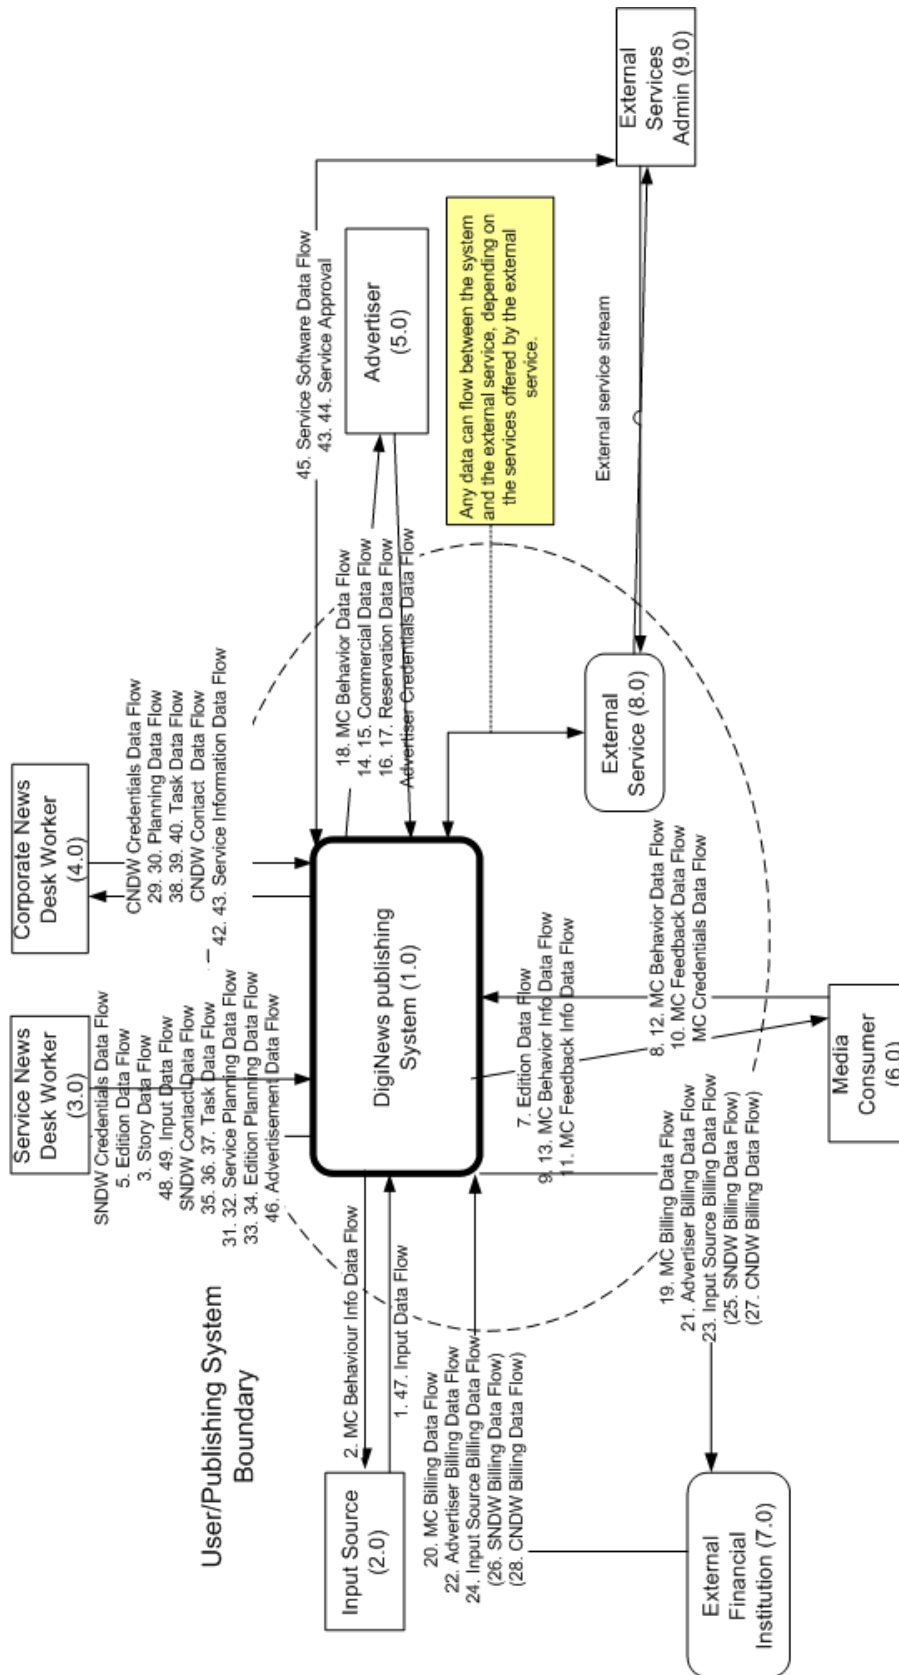 Service News
Desk Worker
(3.0)
Corporate News
Desk Worker
(4.0)
SNDW Credentials Data Flow
5. Edition Data Flow
3. Story Data Flow
48. 49. Input Data Flow
SNDW Contact Data Flow
35. 36. 37. Task Data Flow
31. 32. Service Planning Data Flow
33. 34. Edition Planning Data Flow
46. Advertisement Data Flow
CNDW Credentials Data Flow
29. 30. Planning Data Flow
38. 39. 40. Task Data Flow
CNDW Contact Data Flow
42. 43. Service Information Data Flow
User/Publishing System
Boundary
45. Service Software Data Flow
43. 44. Service Approval
Input Source
(2.0)
2. MC Behaviour Info Data Flow
1. 47. Input Data Flow
DigiNews publishing
System (1.0)
18. MC Behavior Data Flow
14. 15. Commercial Data Flow
16. 17. Reservation Data Flow
Advertiser Credentials Data Flow
Advertiser
(5.0)
Any data can flow between the system
and the external service, depending on
the services offered by the external
service.
20. MC Billing Data Flow
22. Advertiser Billing Data Flow
24. Input Source Billing Data Flow
(26. SNDW Billing Data Flow)
(28. CNDW Billing Data Flow)
7. Edition Data Flow
9. 13. MC Behavior Info Data Flow
11. MC Feedback Info Data Flow
External
Service (8.0)
External service stream
External
Services
Admin (9.0)
19. MC Billing Data Flow
21. Advertiser Billing Data Flow
23. Input Source Billing Data Flow
(25. SNDW Billing Data Flow)
(27. CNDW Billing Data Flow)
8. 12. MC Behavior Data Flow
10. MC Feedback Data Flow
MC Credentials Data Flow
External
Financial
Institution (7.0)
Media
Consumer
(6.0)